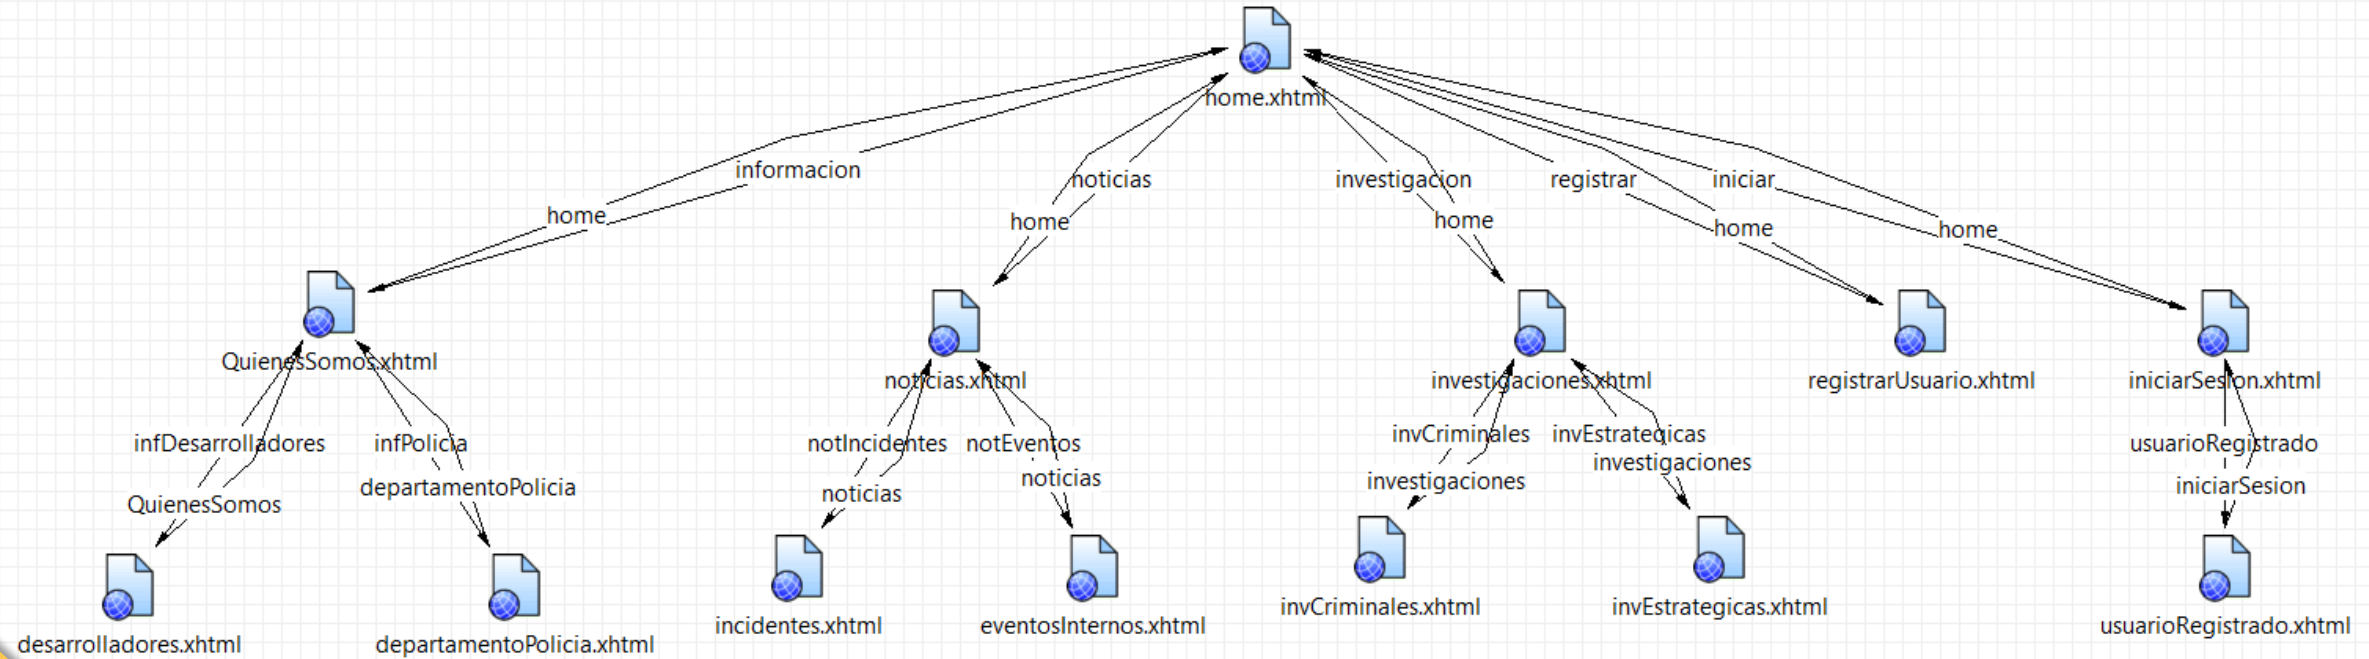 home.xhtml
informacion
noticias
investigacion
registrar
iniciar
home
home
home
home
home
QuienesSomos.xhtml
noticias.xhtml
investigaciones.xhtml
registrarUsuario.xhtml
iniciarSesion.xhtml
infDesarrolladores
infPolicia
notIncidentes
notEventos
invCriminales
invEstrategicas
usuarioRegistrado
QuienesSomos
departamentoPolicia
noticias
noticias
investigaciones
investigaciones
iniciarSesion
desarrolladores.xhtml
departamentoPolicia.xhtml
incidentes.xhtml
eventosInternos.xhtml
invCriminales.xhtml
invEstrategicas.xhtml
usuarioRegistrado.xhtml